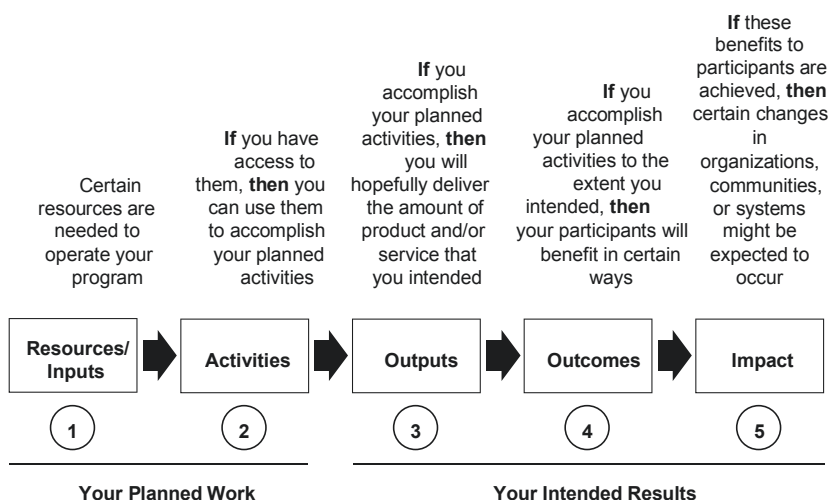 Certain
resources are
needed to
operate your
program
If you have
access to
them, then you
can use them
to accomplish
your planned
activities
If you
accomplish
your planned
activities, then
you will
hopefully deliver
the amount of
product and/or
service that
you intended
If you
accomplish
your planned
activities to the
extent you
intended, then
your participants will
benefit in certain
ways
If these
benefits to
participants are
achieved, then
certain changes
in
organizations,
communities,
or systems
might be
expected to
occur
Resources/
Inputs
Activities
Outputs
Outcomes
Impact
1
2
3
4
5
Your Planned Work
Your Intended Results